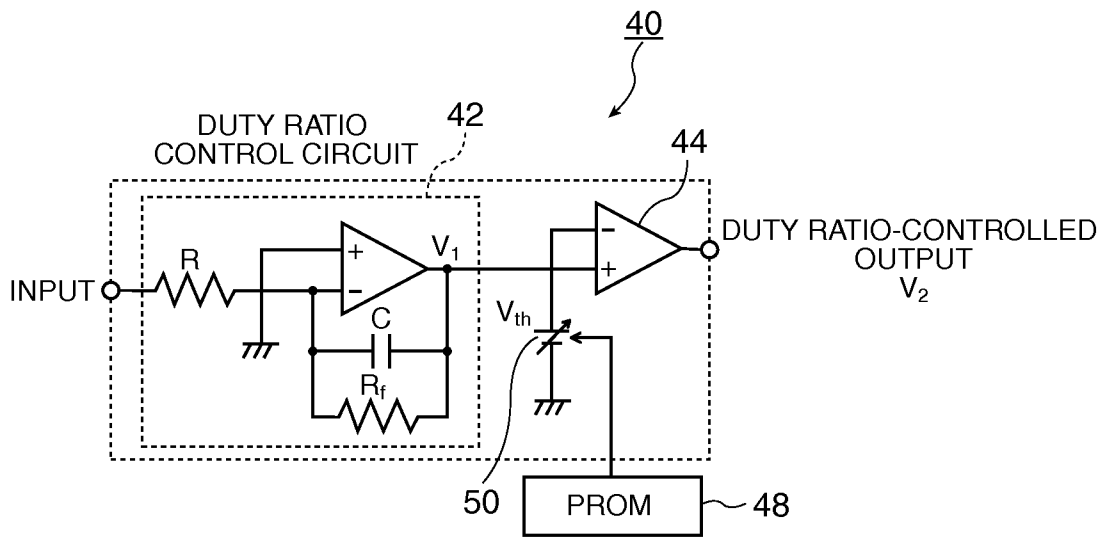 40
DUTY RATIO
CONTROL CIRCUIT
42
44
R
+
−
V1
INPUT
C
Rf
−
+
Vth
DUTY RATIO-CONTROLLED
OUTPUT
V2
50
PROM
48